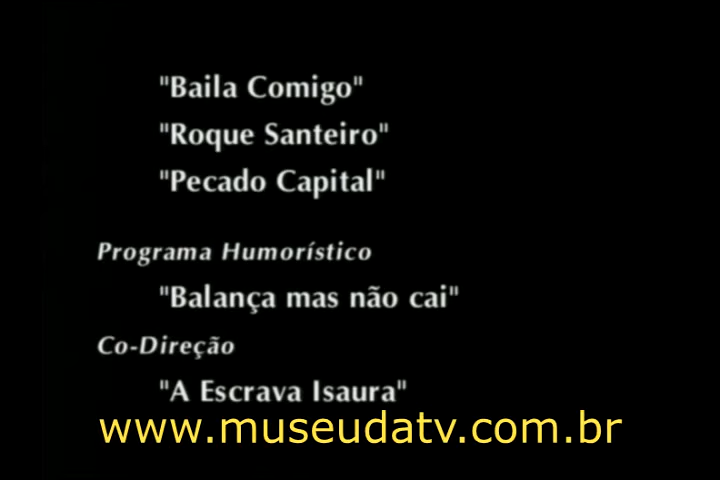 "Baila Comigo"
"Roque Santeiro"
"Pecado Capital"
Programa Humorístico
"Balança mas não cai"
Co-Direção
"A Escrava Isaura"
www.museudatv.com.br